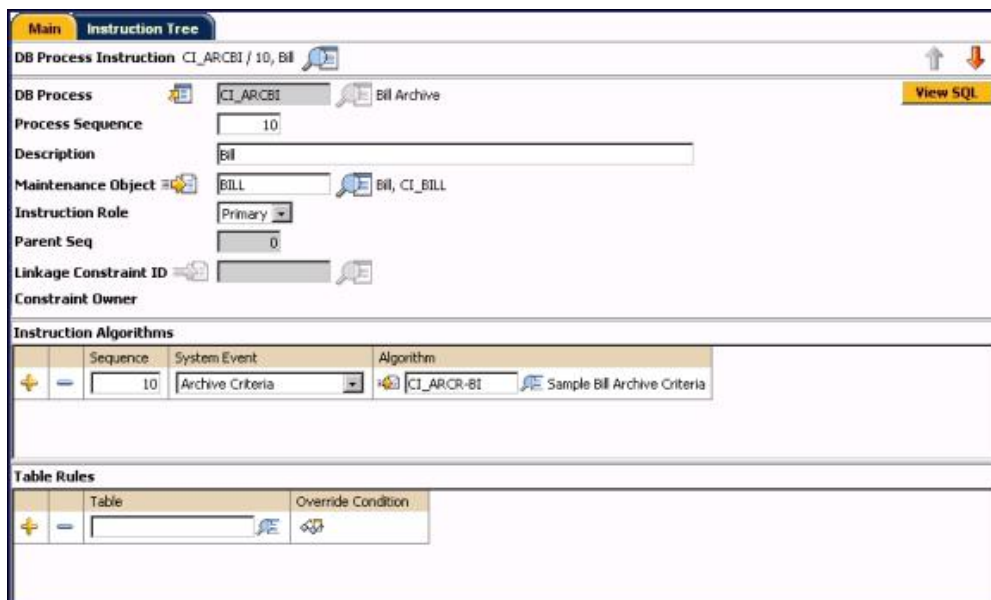 Main Instruction Tree
DB Process Instruction CI_ARCBI / 10, Bill
DB Process CI_ARCBI Bill Archive View SQL
Process Sequence 10
Description Bill
Maintenance Object BILL Bill, CI_BILL
Instruction Role Primary
Parent Seq 0
Linkage Constraint ID
Constraint Owner
Instruction Algorithms
Sequence System Event Algorithm
10 Archive Criteria CI_ARCR-BI Sample Bill Archive Criteria
Table Rules
Table Override Condition